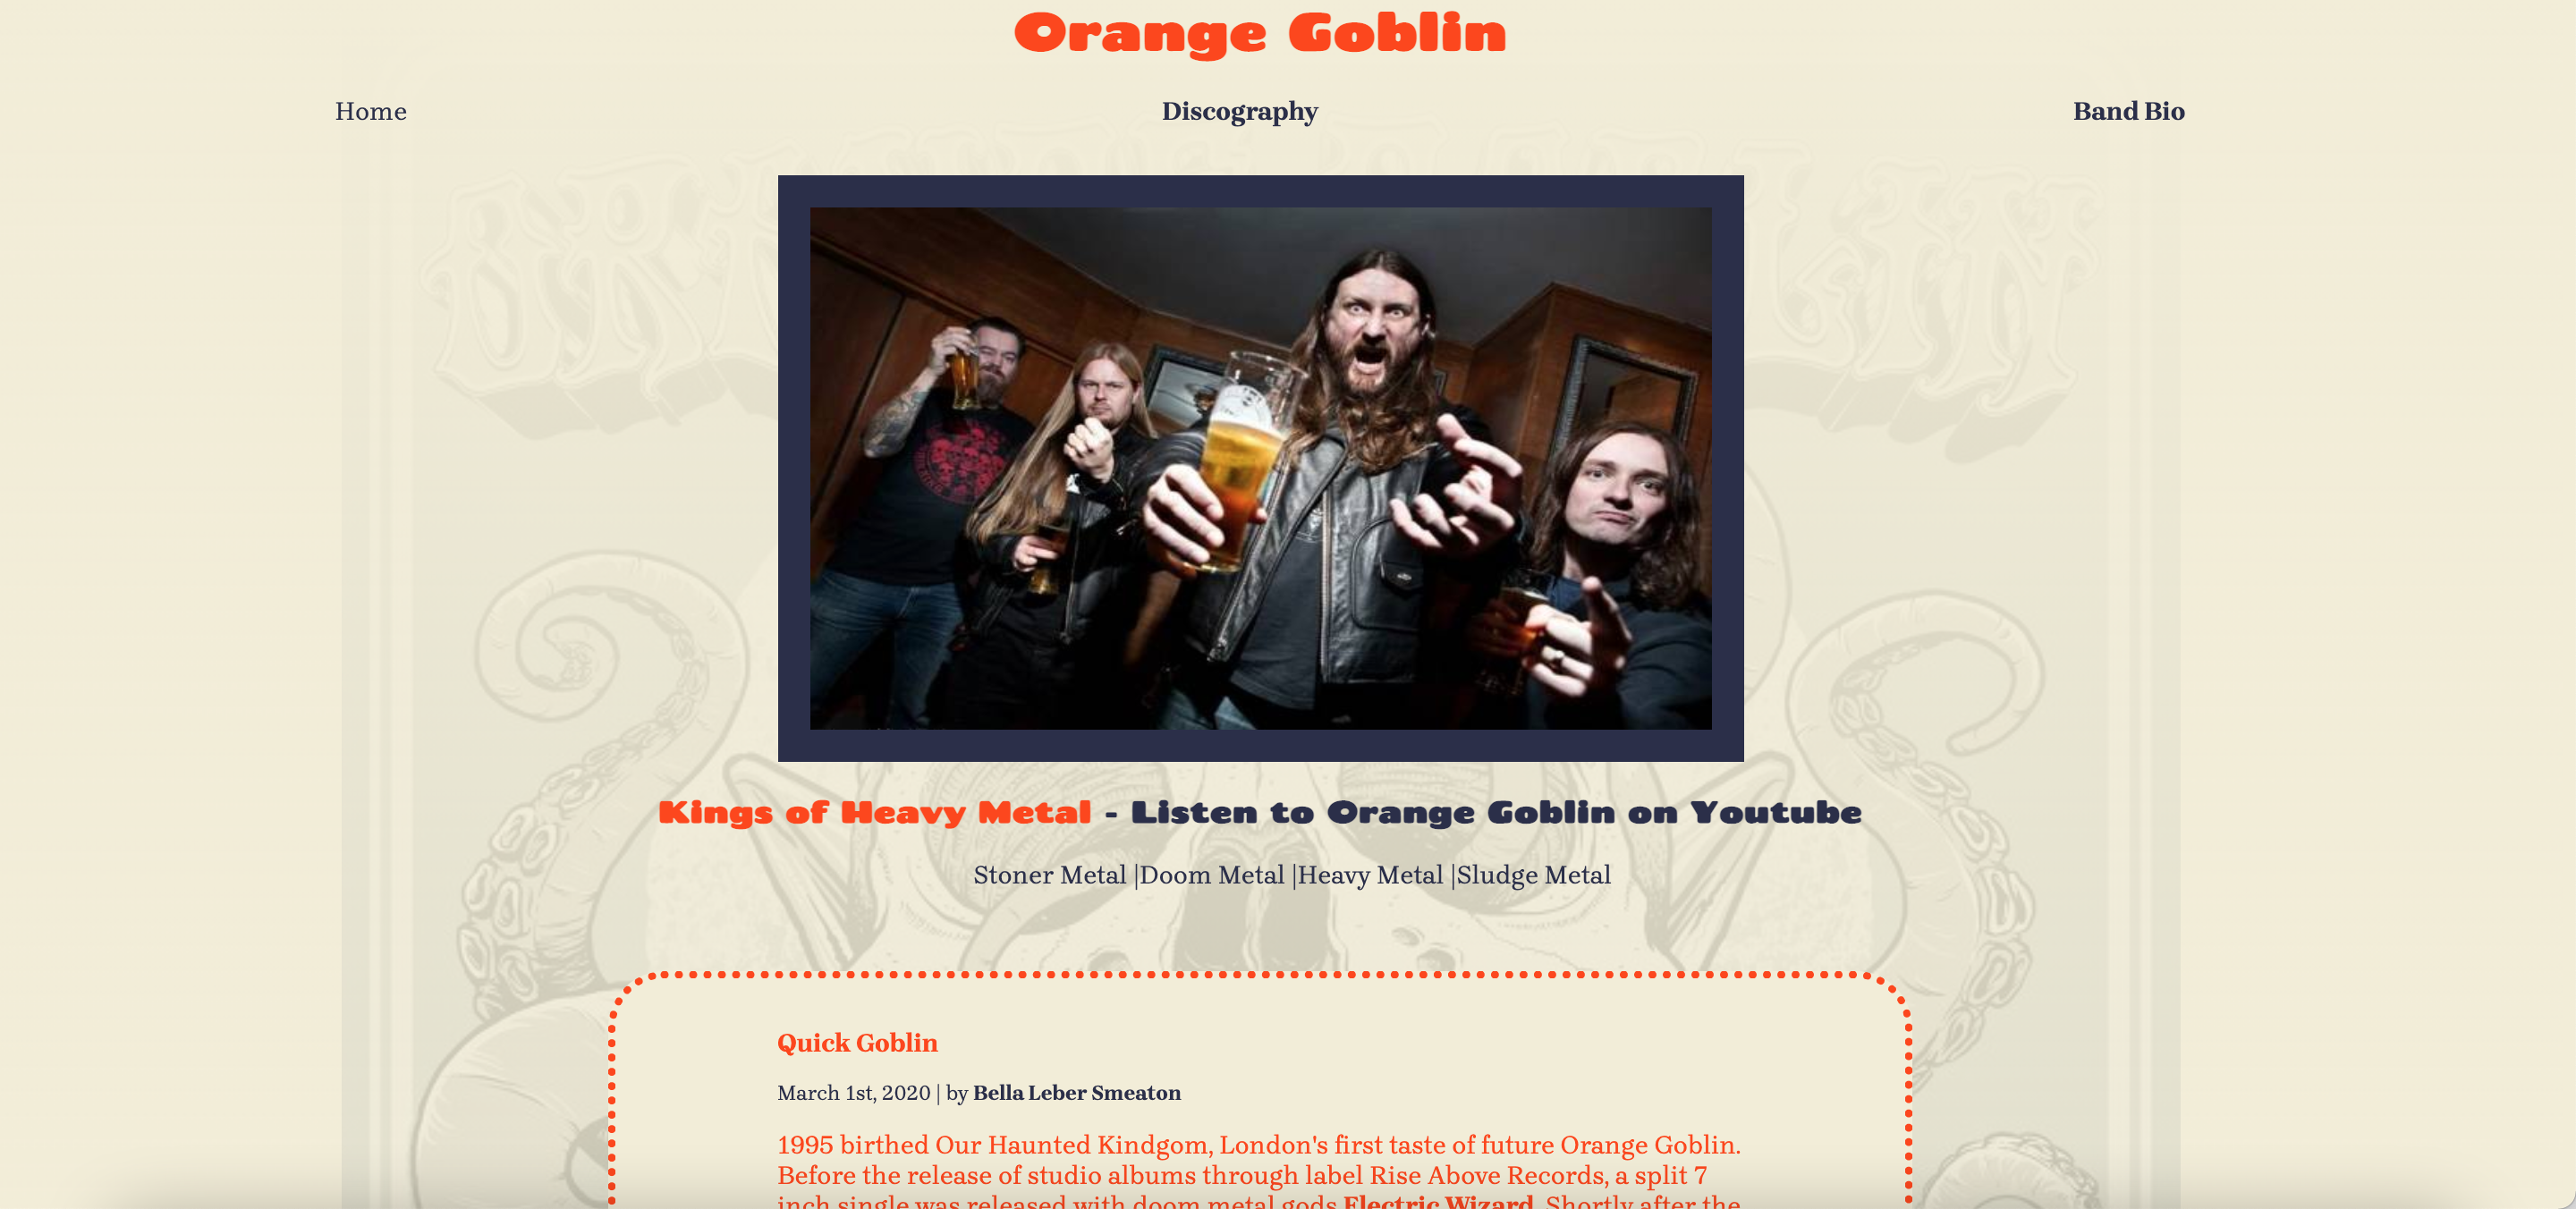 Orange Goblin
Home Discography Band Bio
Kings of Heavy Metal - Listen to Orange Goblin on Youtube
Stoner Metal |Doom Metal |Heavy Metal |Sludge Metal
Quick Goblin
March 1st, 2020 | by Bella Leber Smeaton
1995 birthed Our Haunted Kindgom, London's first taste of future Orange Goblin.
Before the release of studio albums through label Rise Above Records, a split 7
inch single was released with doom metal gods Electric Wizard. Shortly after the